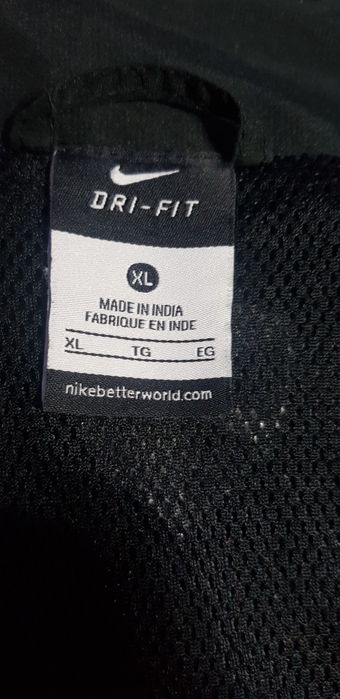 DRI-FIT
XL
MADE IN INDIA
FABRIQUE EN INDE
XL TG EG
nikebetterworld.com